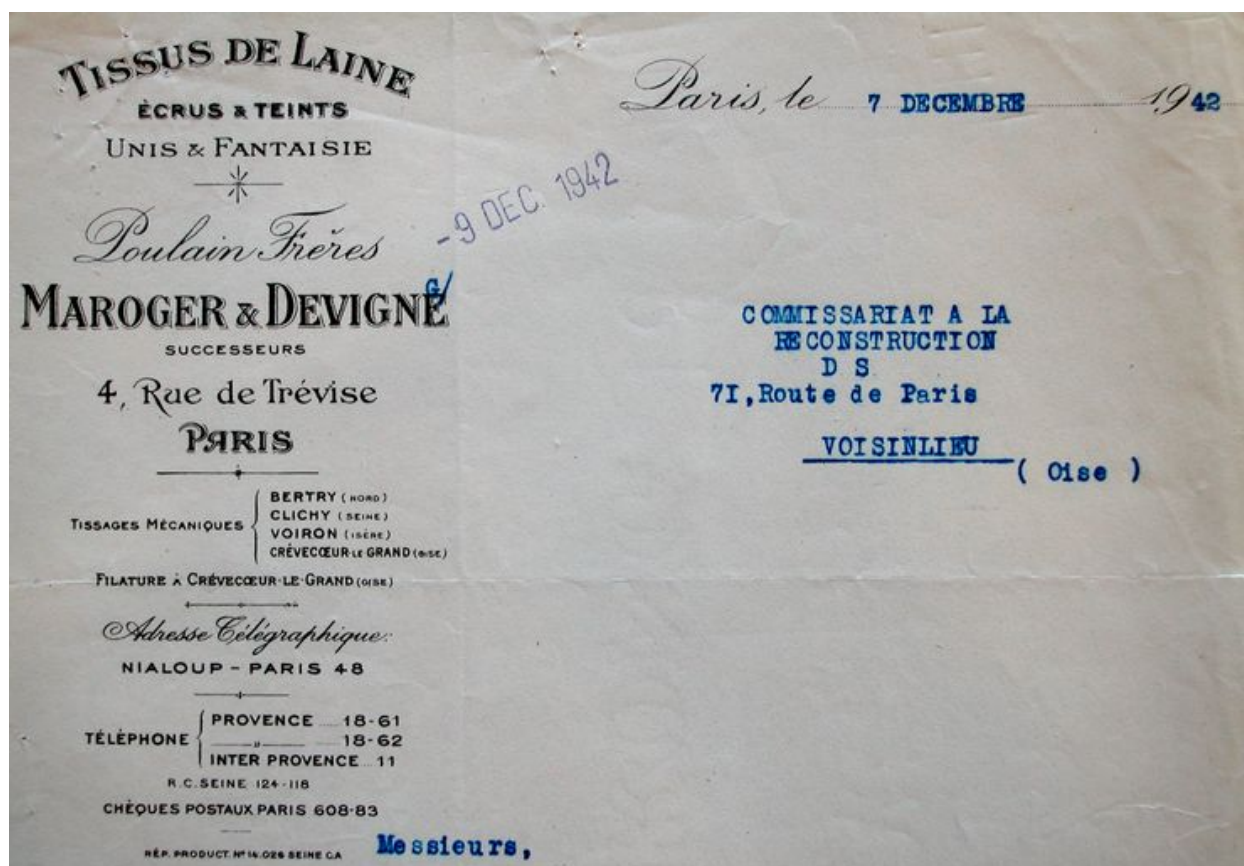 TISSUS DE LAINE
ÉCRUS & TEINTS
UNIS & FANTAISIE
Poulain Frères
MAROGER & DEVIGNE
SUCCESSEURS
4, Rue de Trévise
PARIS
TISSAGES MÉCANIQUES
BERTRY (NORD)
CLICHY (SEINE)
VOIRON (ISÈRE)
CRÈVECŒUR-LE GRAND (OISE)
FILATURE À CRÈVECŒUR-LE-GRAND (OISE)
Adresse Télégraphique:
NIALOUP - PARIS 48
TÉLÉPHONE
PROVENCE 18-61
" 18-62
INTER PROVENCE 11
R.C. SEINE 124-118
CHÈQUES POSTAUX PARIS 608-83
RÉP. PRODUCT. Nº 14.026 SEINE CA
Paris, le 7 DECEMBRE 1942
-9 DEC. 1942
G/
COMMISSARIAT A LA
RECONSTRUCTION
D S
7I,Route de Paris
VOISINLIEU
( Oise )
Messieurs,